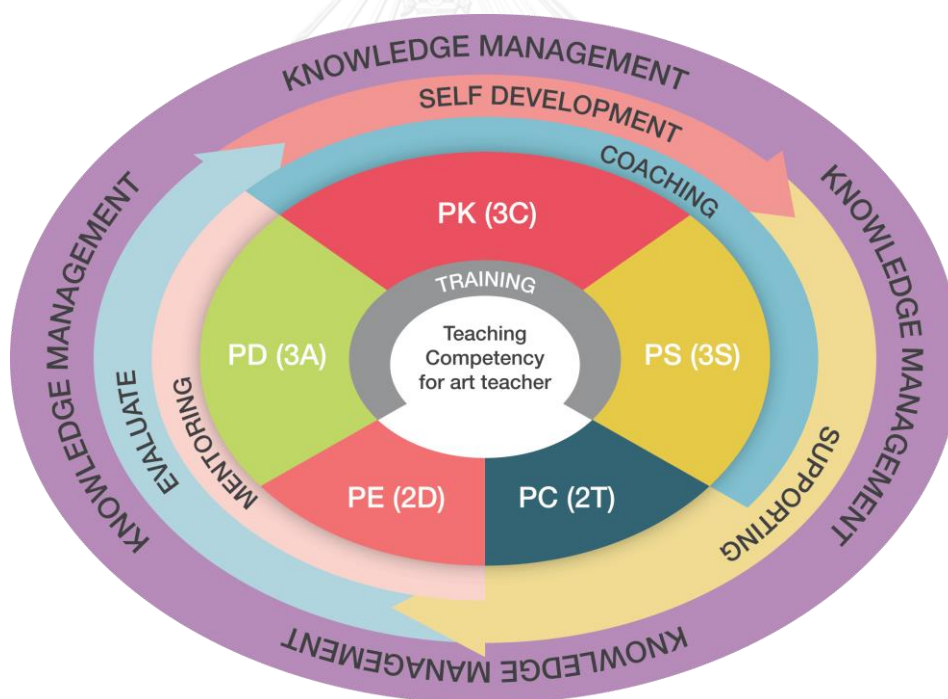 KNOWLEDGE MANAGEMENT
SELF DEVELOPMENT
COACHING
KNOWLEDGE MANAGEMENT
KNOWLEDGE MANAGEMENT
PK (3C)
TRAINING
Teaching
Competency
for art teacher
PD (3A)
PS (3S)
EVALUATE
MENTORING
PE (2D)
PC (2T)
SUPPORTING
KNOWLEDGE MANAGEMENT